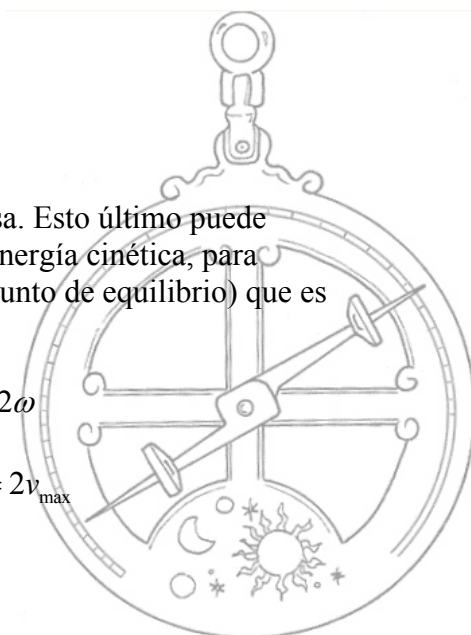 sa. Esto último puede
nergía cinética, para
unto de equilibrio) que es
2ω
2v_max